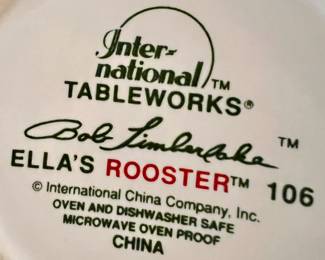 Inter-
national™
TABLEWORKS®
Bob Timberlake™
ELLA'S ROOSTER™ 106
© International China Company, Inc.
OVEN AND DISHWASHER SAFE
MICROWAVE OVEN PROOF
CHINA